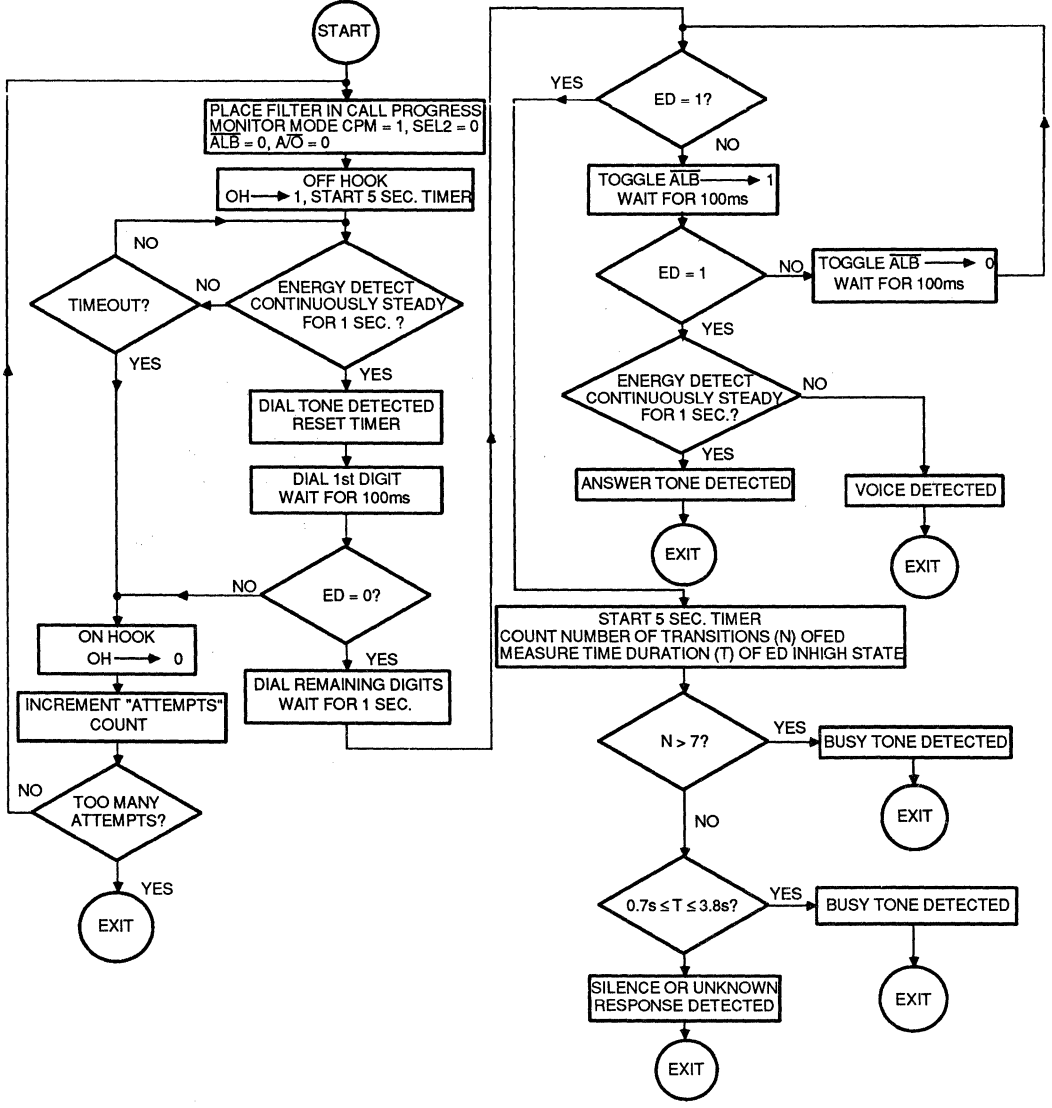 START
PLACE FILTER IN CALL PROGRESS
MONITOR MODE CPM = 1, SEL2 = 0
A̅L̅B̅ = 0, A/O̅ = 0
OFF HOOK
OH → 1, START 5 SEC. TIMER
NO
TIMEOUT?
NO
ENERGY DETECT
CONTINUOUSLY STEADY
FOR 1 SEC. ?
YES
YES
DIAL TONE DETECTED
RESET TIMER
DIAL 1st DIGIT
WAIT FOR 100ms
NO
ED = 0?
YES
ON HOOK
OH → 0
DIAL REMAINING DIGITS
WAIT FOR 1 SEC.
INCREMENT "ATTEMPTS"
COUNT
NO
TOO MANY
ATTEMPTS?
YES
EXIT
YES
ED = 1?
NO
TOGGLE A̅L̅B̅ → 1
WAIT FOR 100ms
ED = 1
NO
TOGGLE A̅L̅B̅ → 0
WAIT FOR 100ms
YES
ENERGY DETECT
CONTINUOUSLY STEADY
FOR 1 SEC.?
NO
YES
ANSWER TONE DETECTED
VOICE DETECTED
EXIT
EXIT
START 5 SEC. TIMER
COUNT NUMBER OF TRANSITIONS (N) OFED
MEASURE TIME DURATION (T) OF ED INHIGH STATE
N > 7?
YES
BUSY TONE DETECTED
EXIT
NO
0.7s ≤ T ≤ 3.8s?
YES
BUSY TONE DETECTED
EXIT
SILENCE OR UNKNOWN
RESPONSE DETECTED
EXIT